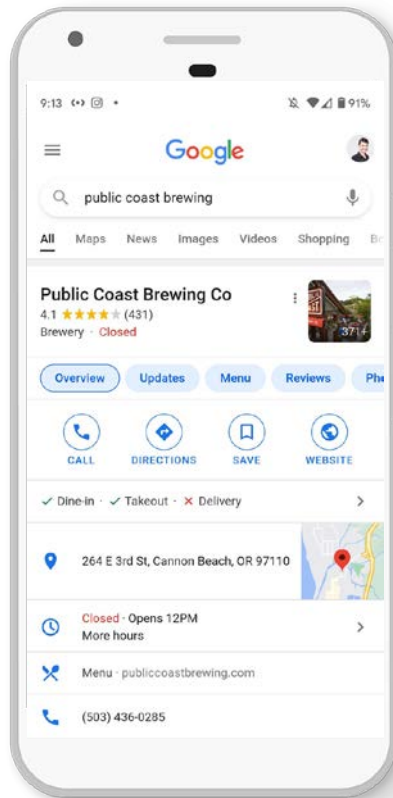 9:13 91%
Google
public coast brewing
All Maps News Images Videos Shopping
Public Coast Brewing Co
4.1 (431)
Brewery · Closed
371+
Overview Updates Menu Reviews Pho
CALL DIRECTIONS SAVE WEBSITE
✓ Dine-in · ✓ Takeout · × Delivery
264 E 3rd St, Cannon Beach, OR 97110
Closed · Opens 12PM
More hours
Menu · publiccoastbrewing.com
(503) 436-0285